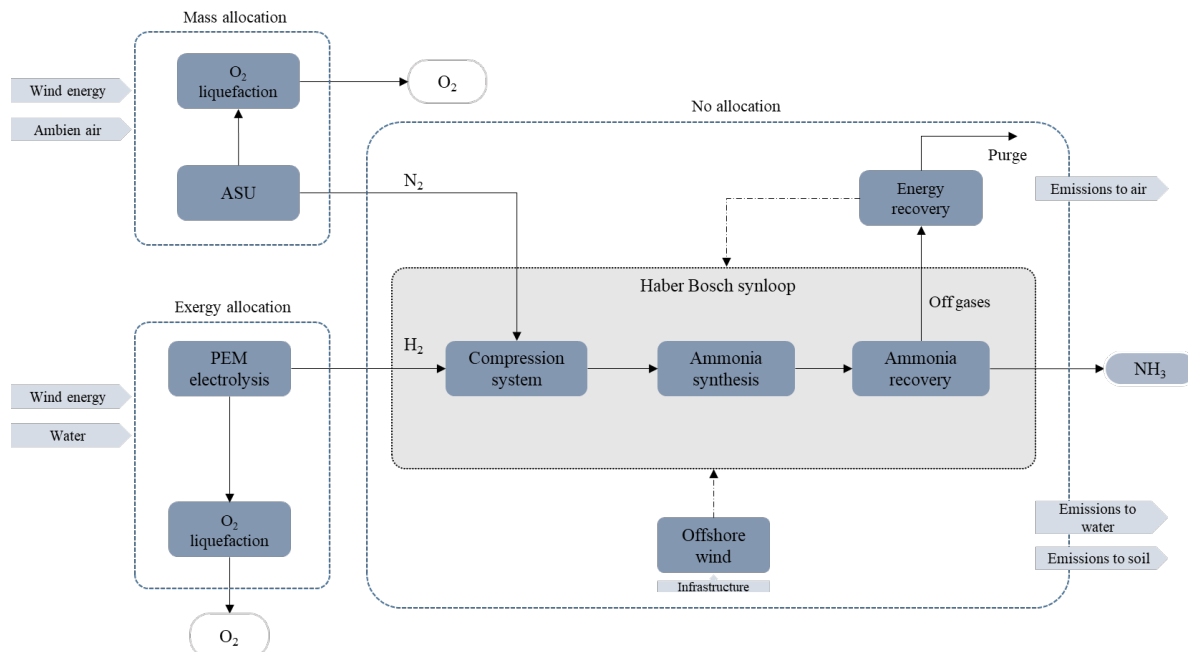 Mass allocation
O₂
liquefaction
O₂
Wind energy
Ambien air
No allocation
Purge
ASU
N₂
Energy
recovery
Emissions to air
Haber Bosch synloop
Exergy allocation
Off gases
PEM
electrolysis
H₂
Compression
system
Ammonia
synthesis
Ammonia
recovery
NH₃
Wind energy
Water
O₂
liquefaction
Offshore
wind
Infrastructure
Emissions to
water
Emissions to soil
O₂